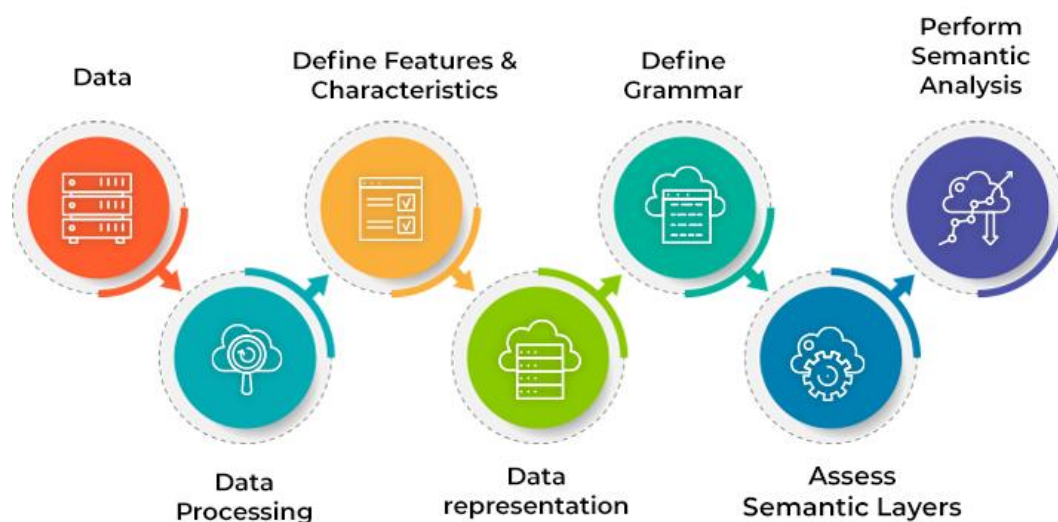 Data
Data
Processing
Define Features &
Characteristics
Data
representation
Define
Grammar
Assess
Semantic Layers
Perform
Semantic
Analysis